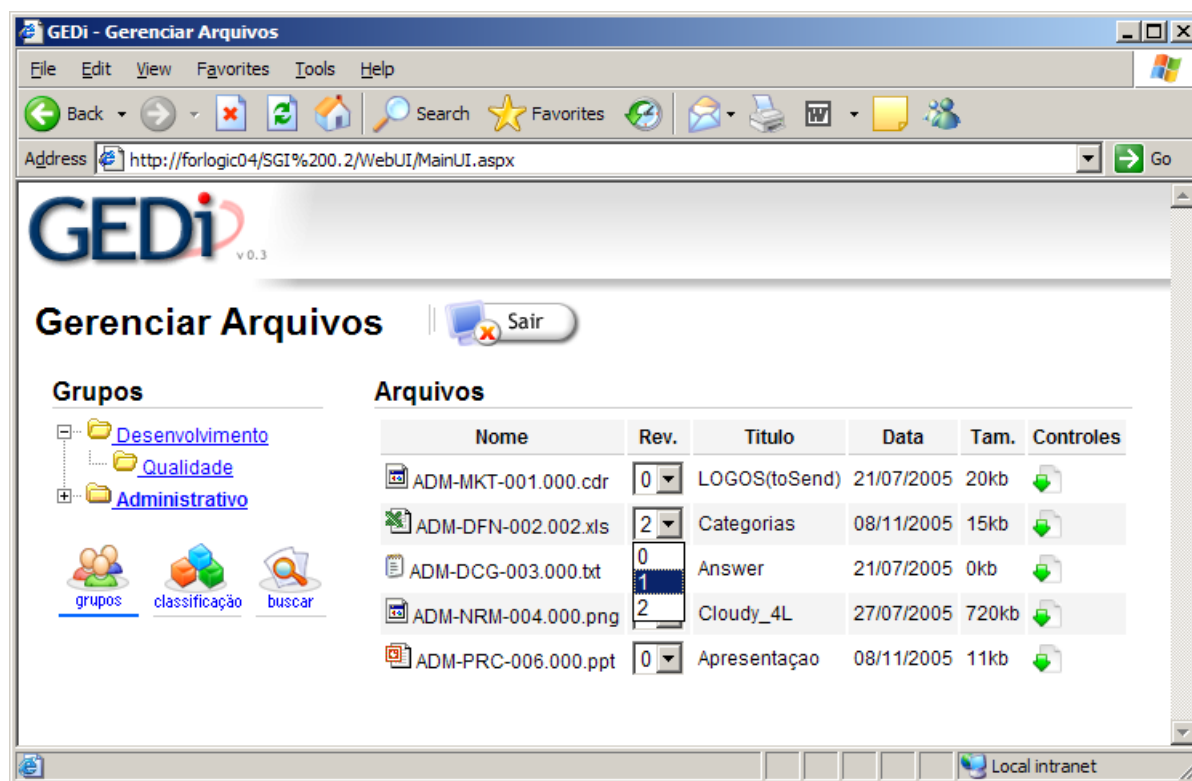 GEDi - Gerenciar Arquivos
File Edit View Favorites Tools Help
Back Search Favorites
Address http://forlogic04/SGI%200.2/WebUI/MainUI.aspx Go
GEDi v 0.3
Gerenciar Arquivos Sair
Grupos
Desenvolvimento
Qualidade
Administrativo
grupos classificação buscar
Arquivos
Nome Rev. Titulo Data Tam. Controles
ADM-MKT-001.000.cdr 0 LOGOS(toSend) 21/07/2005 20kb
ADM-DFN-002.002.xls 2 Categorias 08/11/2005 15kb
0
ADM-DCG-003.000.txt 1 Answer 21/07/2005 0kb
ADM-NRM-004.000.png 2 Cloudy_4L 27/07/2005 720kb
ADM-PRC-006.000.ppt 0 Apresentaçao 08/11/2005 11kb
Local intranet